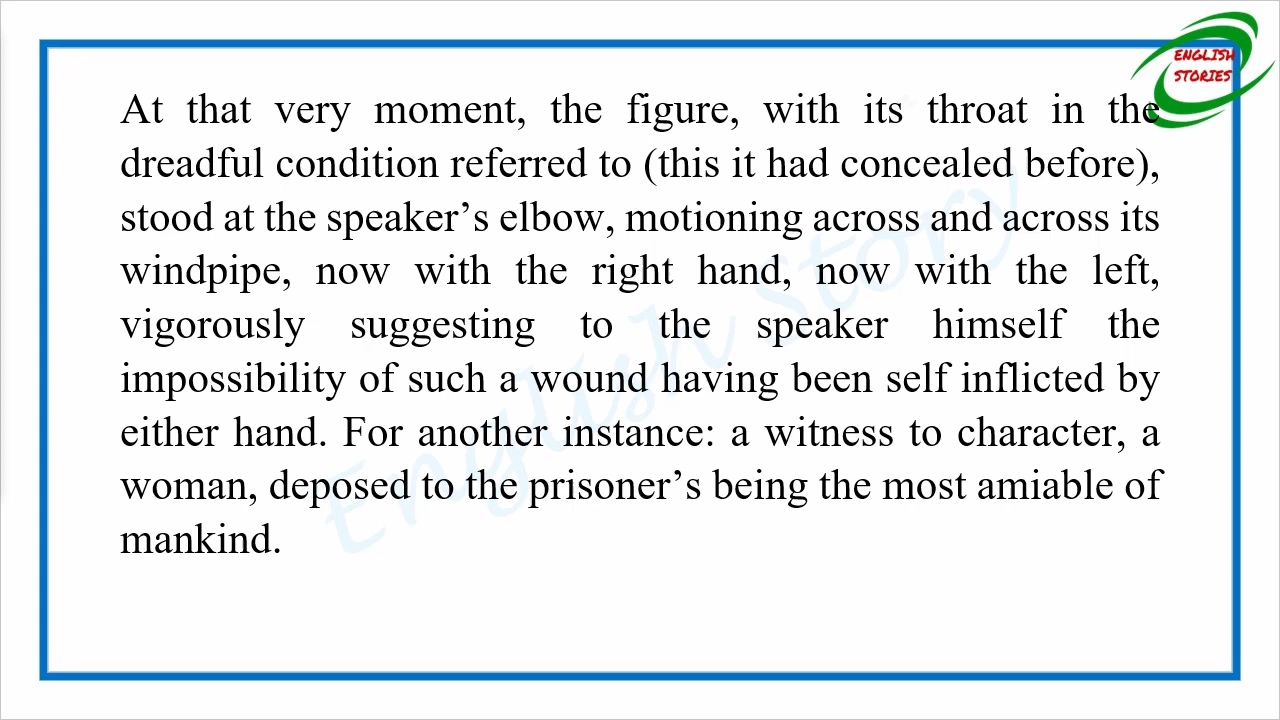 ENGLISH
STORIES
At that very moment, the figure, with its throat in the
dreadful condition referred to (this it had concealed before),
stood at the speaker’s elbow, motioning across and across its
windpipe, now with the right hand, now with the left,
vigorously suggesting to the speaker himself the
impossibility of such a wound having been self inflicted by
either hand. For another instance: a witness to character, a
woman, deposed to the prisoner’s being the most amiable of
mankind.
English Story